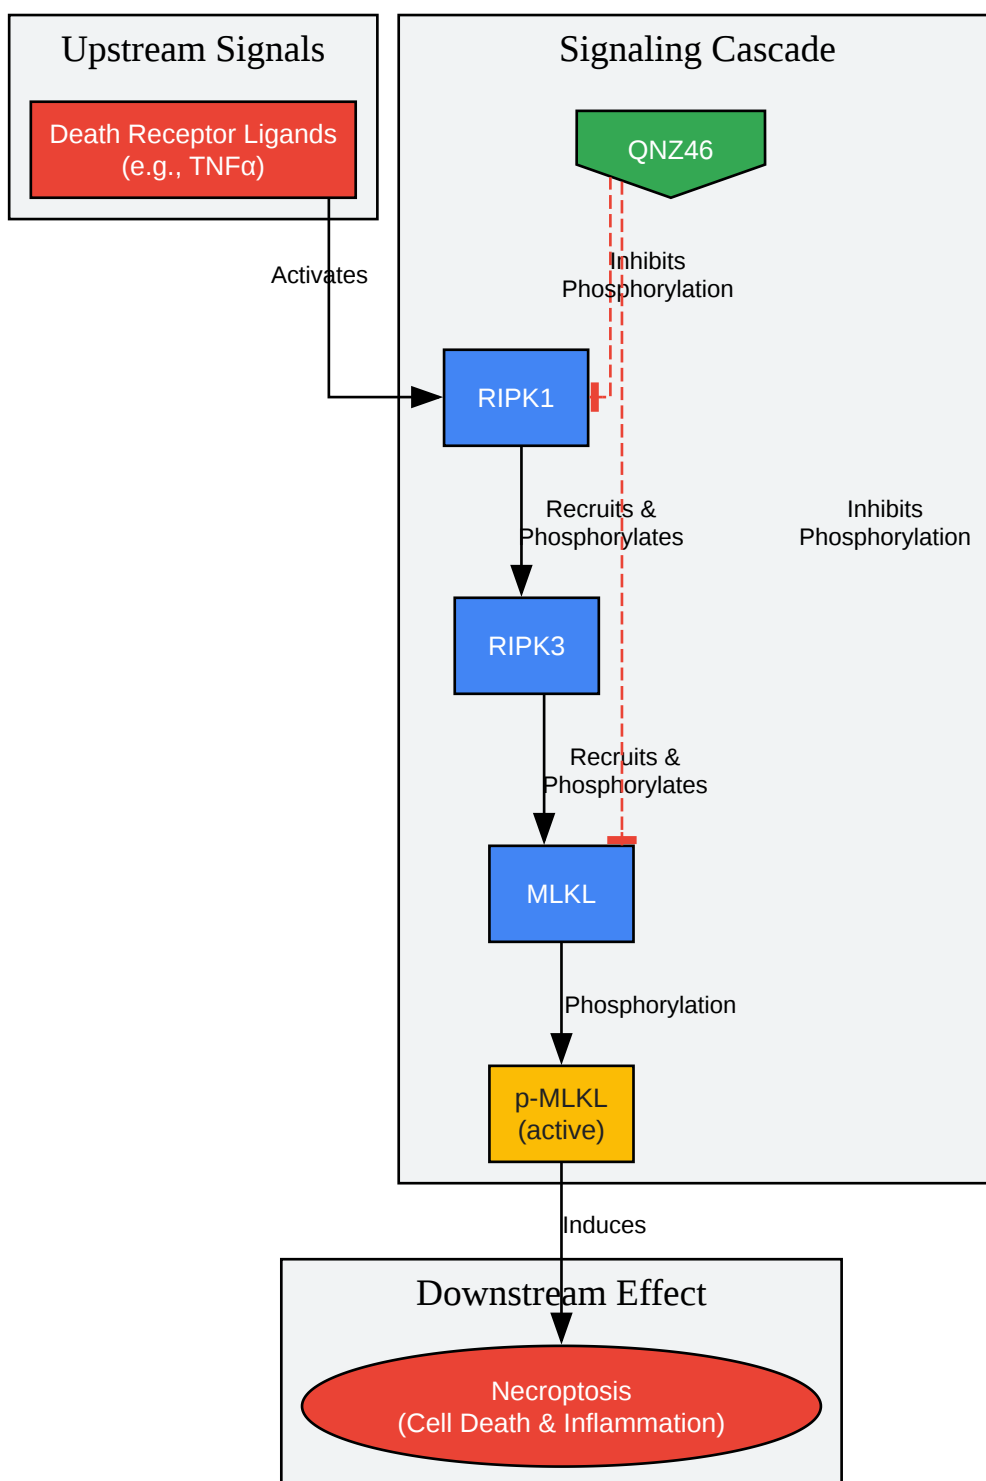 Upstream Signals
Death Receptor Ligands
(e.g., TNFα)
Activates
Signaling Cascade
QNZ46
Inhibits
Phosphorylation
RIPK1
Recruits &
Phosphorylates
Inhibits
Phosphorylation
RIPK3
Recruits &
Phosphorylates
MLKL
Phosphorylation
p-MLKL
(active)
Induces
Downstream Effect
Necroptosis
(Cell Death & Inflammation)